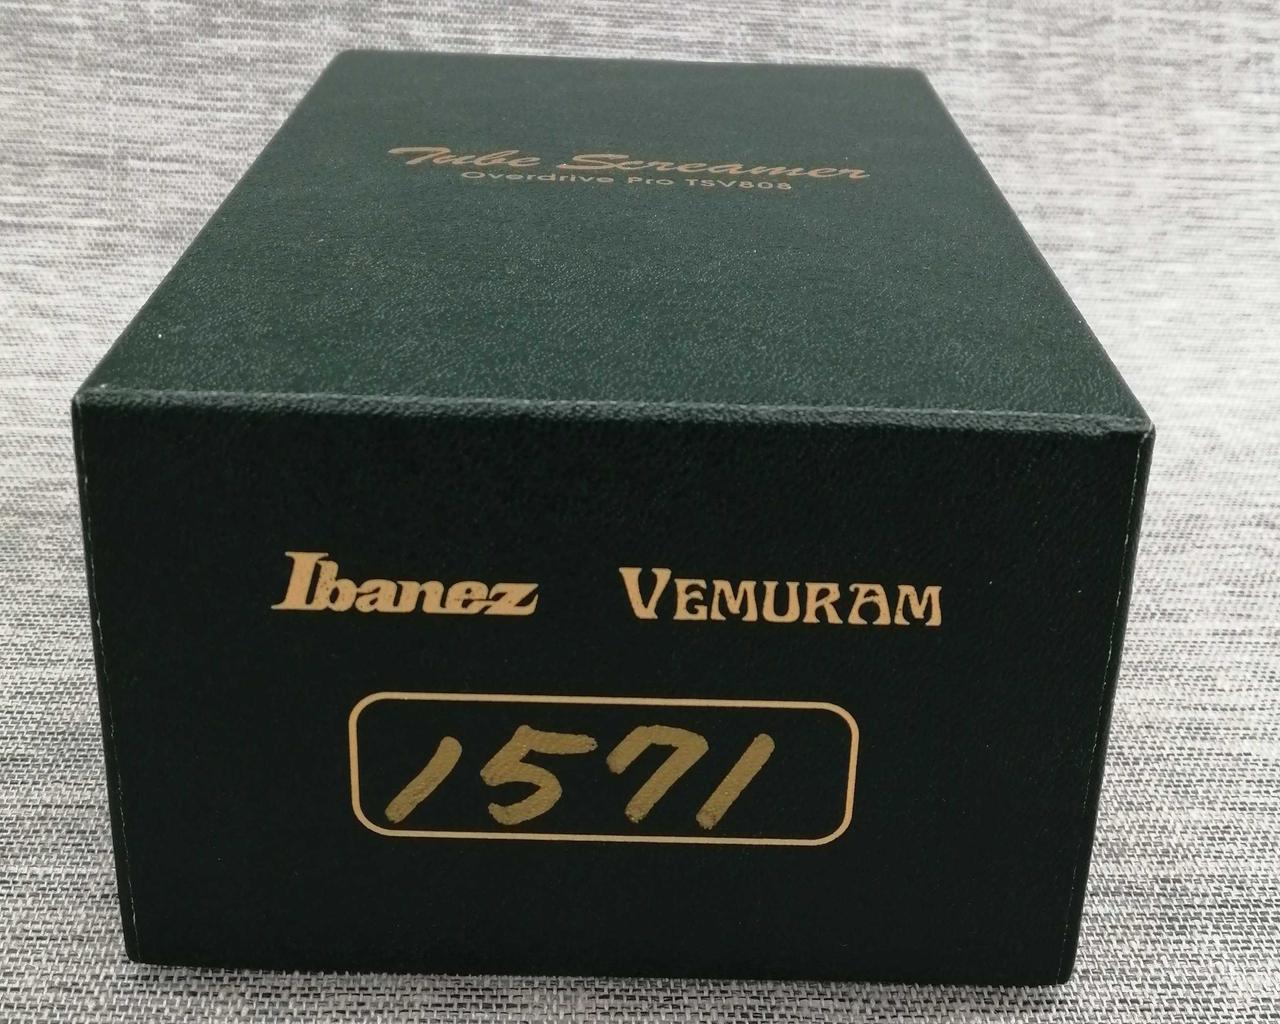 Tube Screamer
Overdrive Pro TSV808
Ibanez VEMURAM
1571